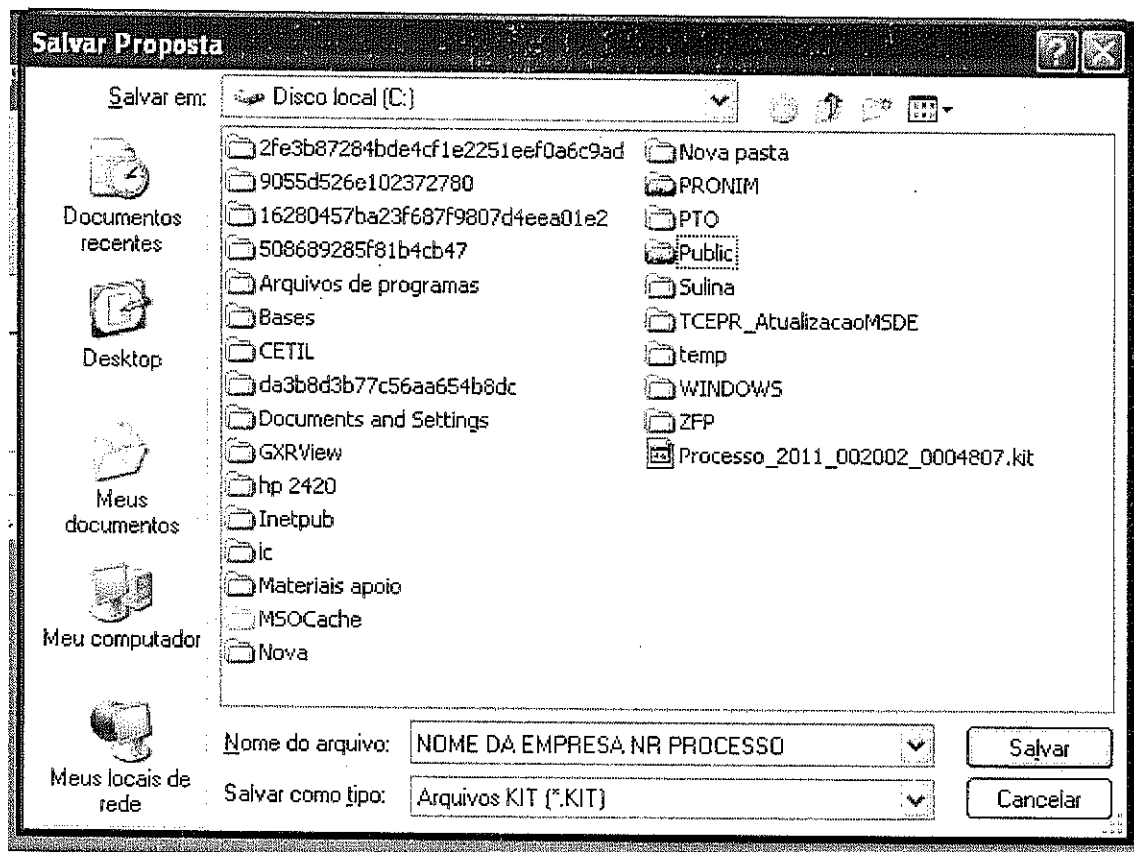 Salvar Proposta
Salvar em: Disco local (C:)
Documentos
recentes
Desktop
Meus
documentos
Meu computador
Meus locais de
rede
2fe3b87284bde4cf1e2251eef0a6c9ad
9055d526e102372780
16280457ba23f687f9807d4eea01e2
508689285f81b4cb47
Arquivos de programas
Bases
CETIL
da3b8d3b77c56aa654b8dc
Documents and Settings
GXRView
hp 2420
Inetpub
ic
Materiais apoio
MSOCache
Nova
Nova pasta
PRONIM
PTO
Public
Sulina
TCEPR_AtualizacaoMSDE
temp
WINDOWS
ZFP
Processo_2011_002002_0004807.kit
Nome do arquivo: NOME DA EMPRESA NR PROCESSO Salvar
Salvar como tipo: Arquivos KIT (*.KIT) Cancelar